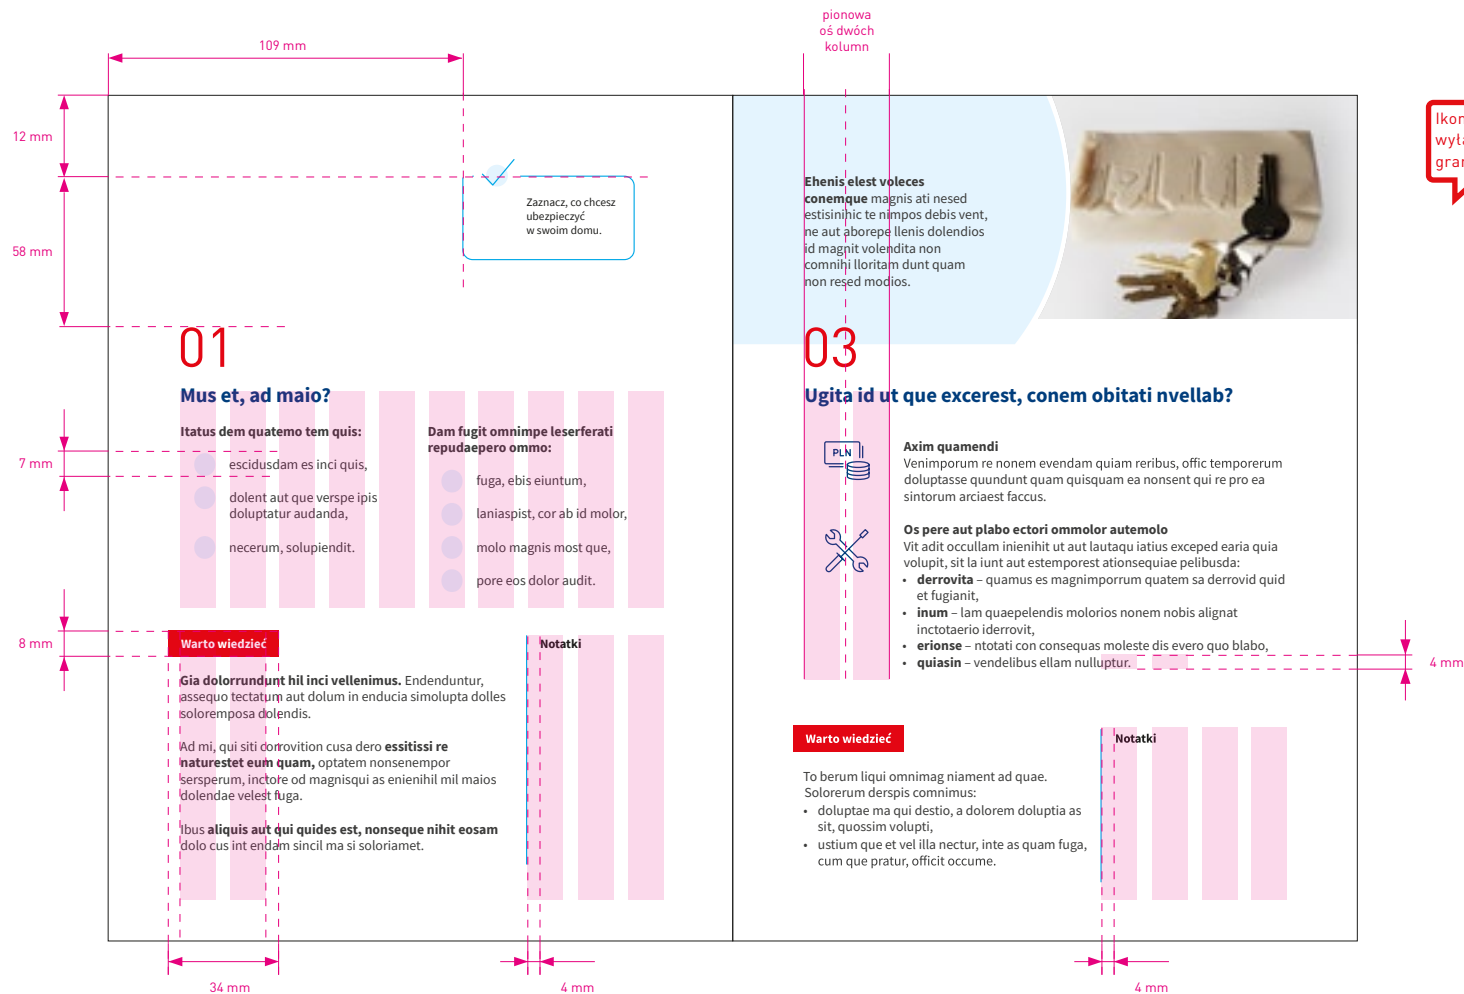 pionowa
oś dwóch
kolumn
109 mm
12 mm
58 mm
Zaznacz, co chcesz
ubezpieczyć
w swoim domu.
01
Mus et, ad maio?
Itatus dem quatemo tem quis:
escidusdam es inci quis,
dolent aut que verspe ipis
doluptatur audanda,
necerum, solupiendit.
Dam fugit omnimpe leserferati
repudaepero ommo:
fuga, ebis eiuntum,
laniaspist, cor ab id molor,
molo magnis most que,
pore eos dolor audit.
7 mm
8 mm
Warto wiedzieć
Gia dolorrundunt hil inci vellenimus. Endenduntur,
assequo tectatum aut dolum in enducia simolupta dolles
soloremposa dolendis.
Ad mi, qui siti corrovition cusa dero essitissi re
naturestet eum quam, optatem nonsenempor
sersperum, inctore od magnisqui as enienihil mil maios
dolendae velest fuga.
Ibus aliquis aut qui quides est, nonseque nihit eosam
dolo cus int endam sincil ma si soloriamet.
Notatki
34 mm
4 mm
Ehenis elest voleces
conemque magnis ati nesed
estisinihic te nimpos debis vent,
ne aut aborepe llenis dolendios
id magnit volendita non
comnihi lloritam dunt quam
non resed modios.
03
Ugita id ut que excerest, conem obitati nvellab?
PLN
Axim quamendi
Venimporum re nonem evendam quiam reribus, offic temporerum
doluptasse quundunt quam quisquam ea nonsent qui re pro ea
sintorum arciaest faccus.
Os pere aut plabo ectori ommolor autemolo
Vit adit occullam inienihit ut aut lautaqu iatius exceped earia quia
volupit, sit la iunt aut estemporest ationsequiae pelibusda:
• derrovita – quamus es magnimporrum quatem sa derrovid quid
et fugianit,
• inum – lam quaepelendis molorios nonem nobis alignat
inctotaerio iderrovit,
• erionse – ntotati con consequas moleste dis evero quo blabo,
• quiasin – vendelibus ellam nulluptur.
4 mm
Warto wiedzieć
To berum liqui omnimag niament ad quae.
Solorerum derspis comnimus:
• doluptae ma qui destio, a dolorem doluptia as
sit, quossim volupti,
• ustium que et vel illa nectur, inte as quam fuga,
cum que pratur, officit occume.
Notatki
4 mm